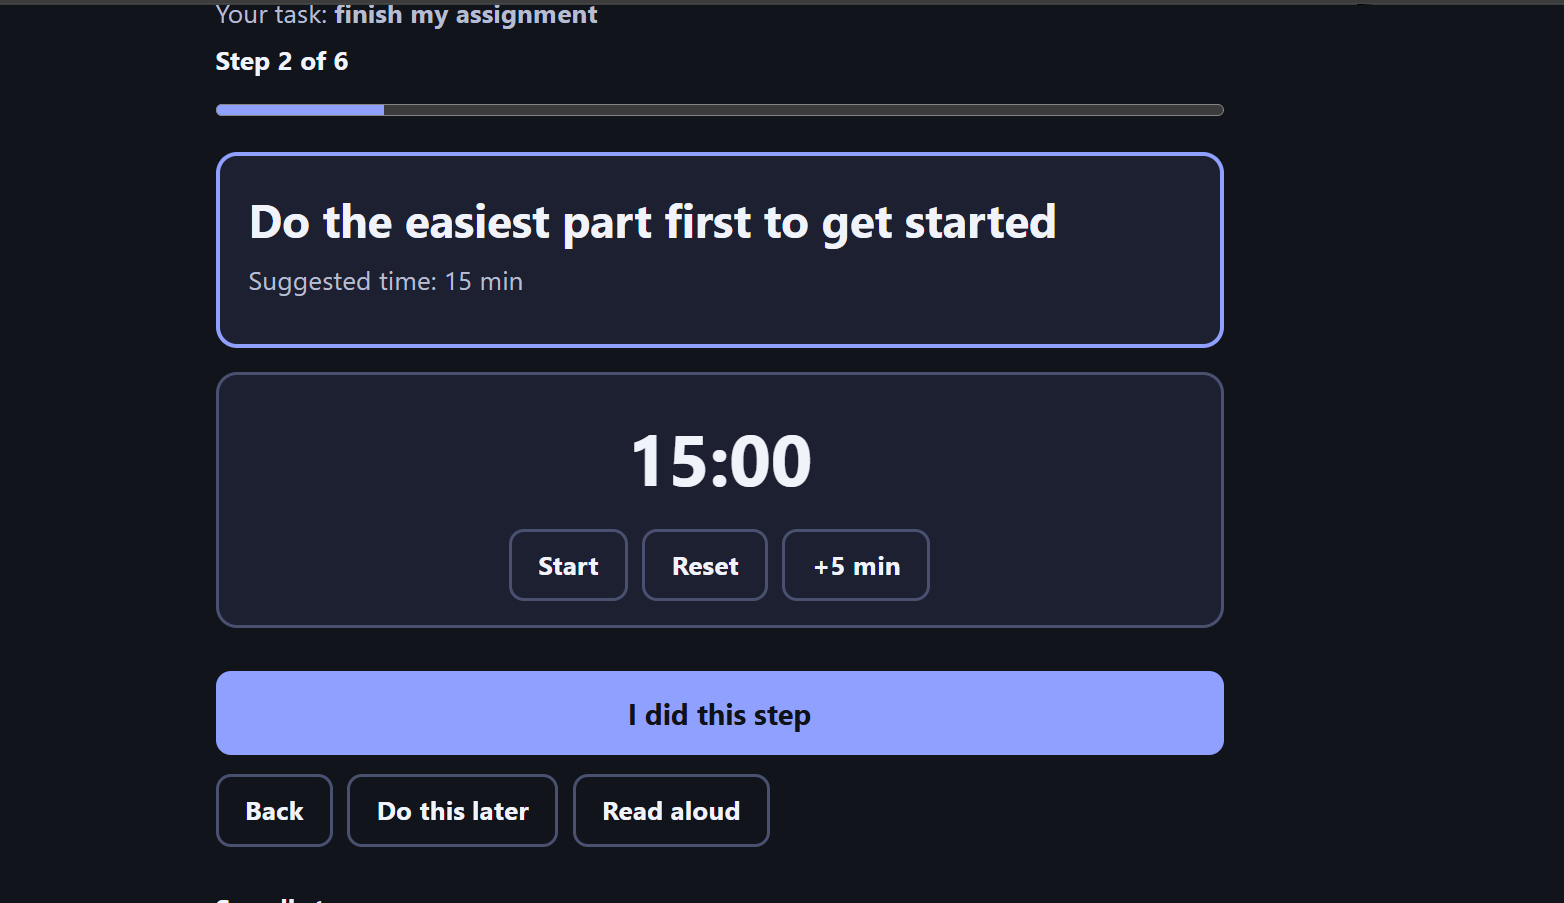 Your task: finish my assignment
Step 2 of 6
Do the easiest part first to get started
Suggested time: 15 min
15:00
Start
Reset
+5 min
I did this step
Back
Do this later
Read aloud